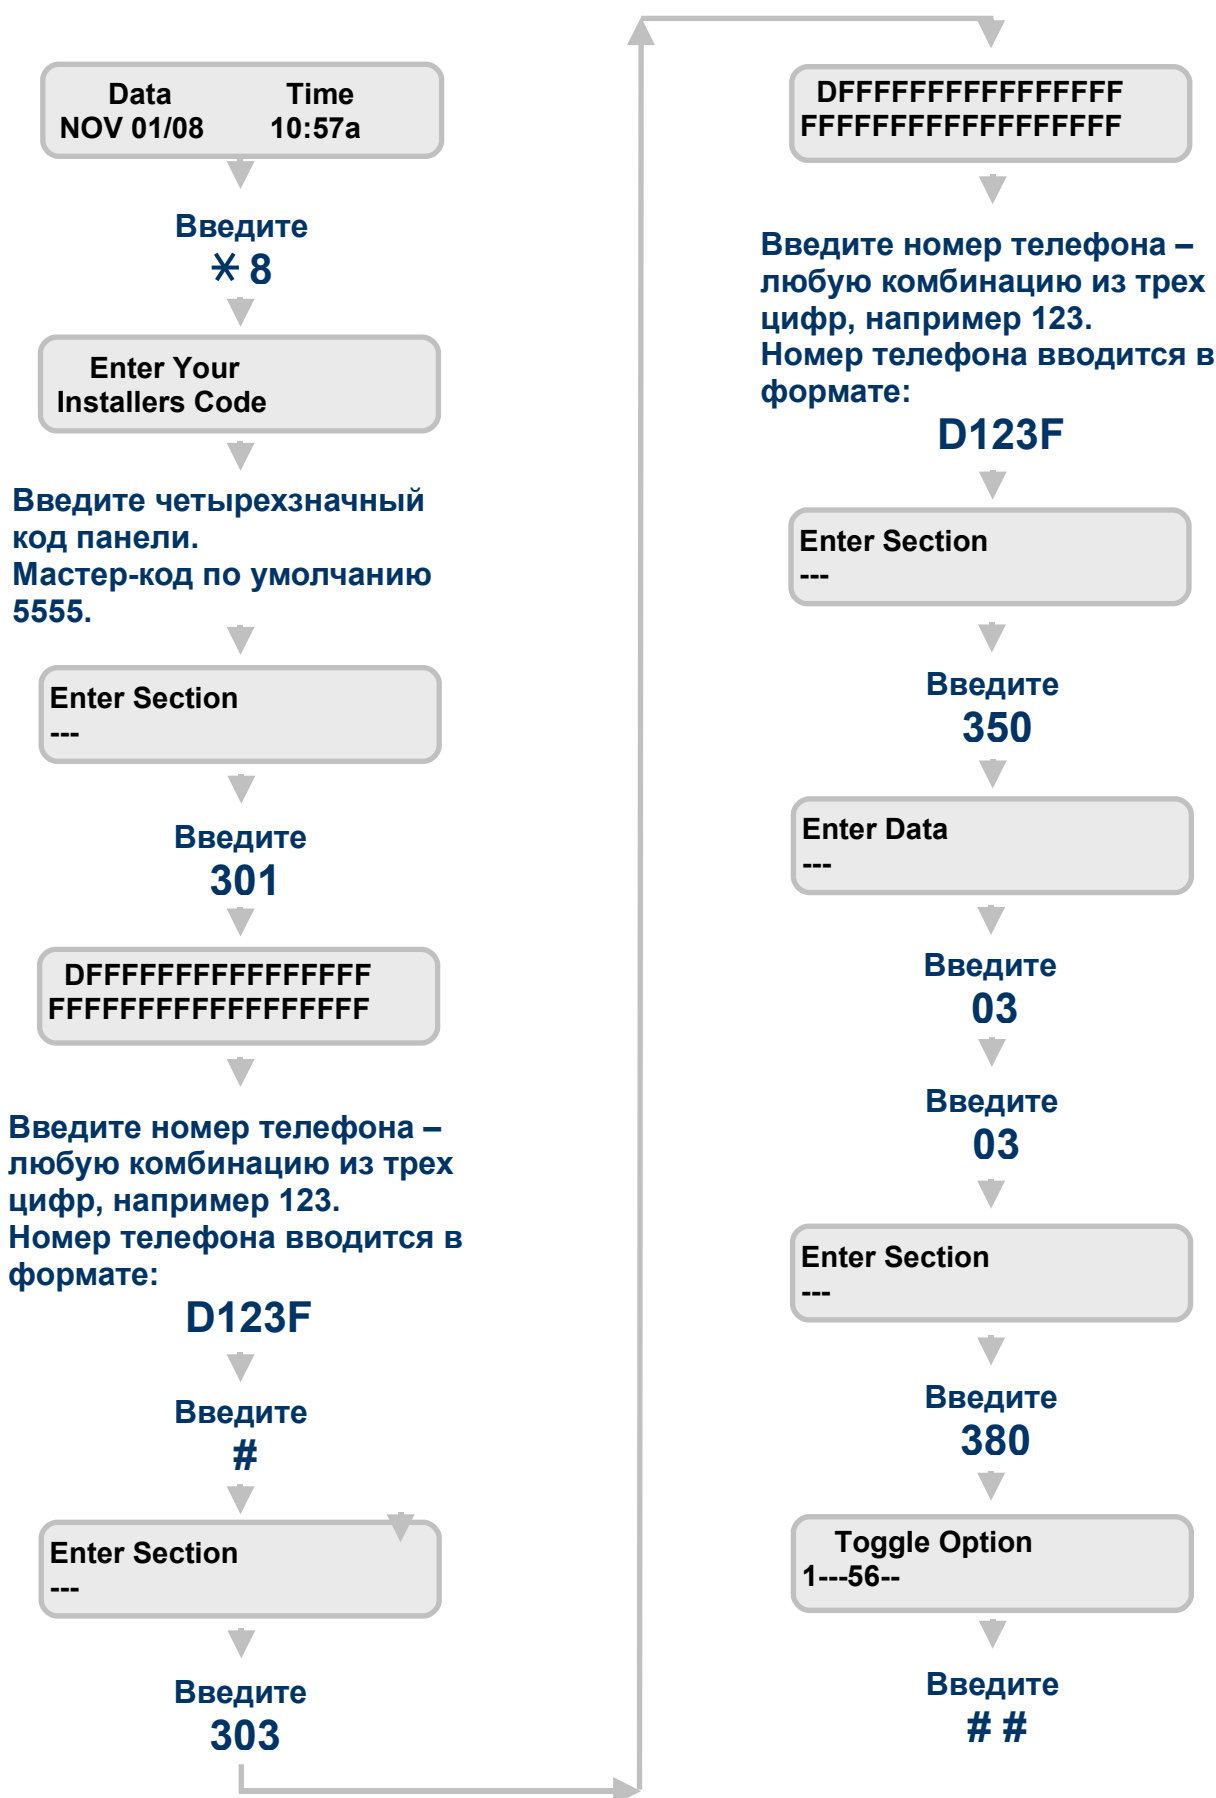 Data Time
NOV 01/08 10:57a
Введите
✳ 8
Enter Your
Installers Code
Введите четырехзначный
код панели.
Мастер-код по умолчанию
5555.
Enter Section
---
Введите
301
DFFFFFFFFFFFFFFFF
FFFFFFFFFFFFFFFFFF
Введите номер телефона –
любую комбинацию из трех
цифр, например 123.
Номер телефона вводится в
формате:
D123F
Введите
#
Enter Section
---
Введите
303
DFFFFFFFFFFFFFFFF
FFFFFFFFFFFFFFFFFF
Введите номер телефона –
любую комбинацию из трех
цифр, например 123.
Номер телефона вводится в
формате:
D123F
Enter Section
---
Введите
350
Enter Data
---
Введите
03
Введите
03
Enter Section
---
Введите
380
Toggle Option
1---56--
Введите
# #